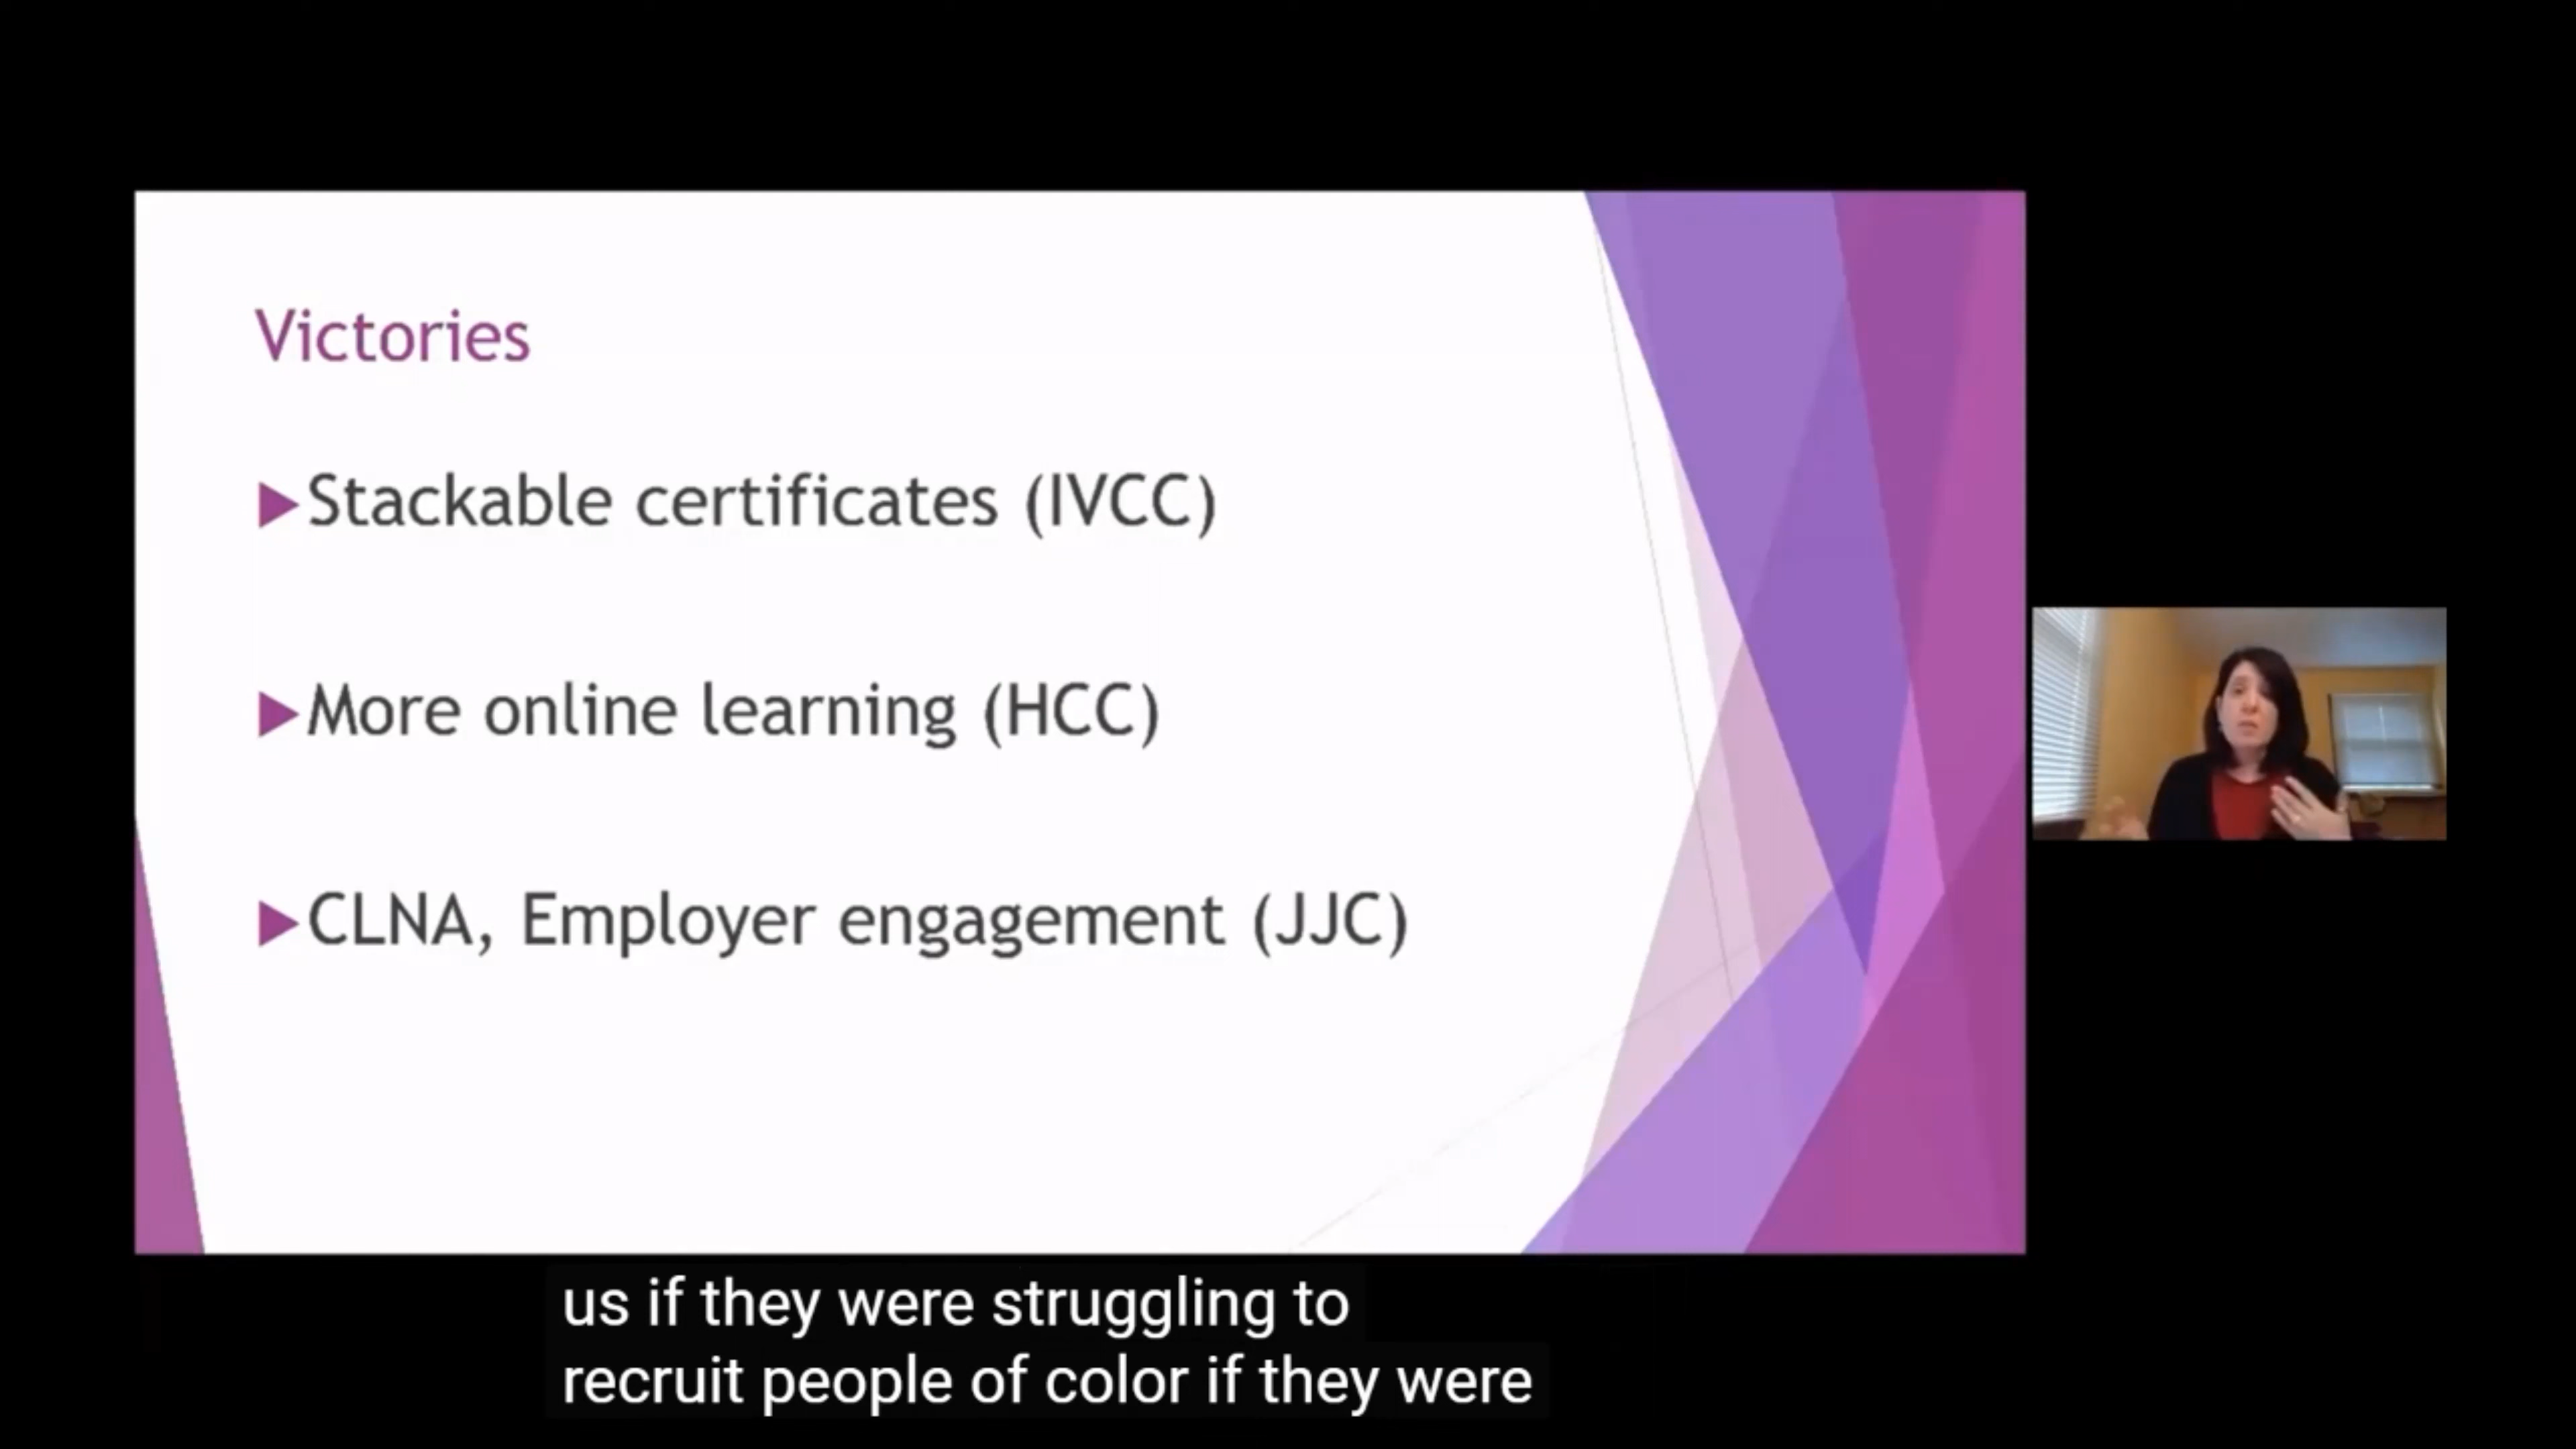 Victories
Stackable certificates (IVCC)
More online learning (HCC)
CLNA, Employer engagement (JJC)
us if they were struggling to
recruit people of color if they were